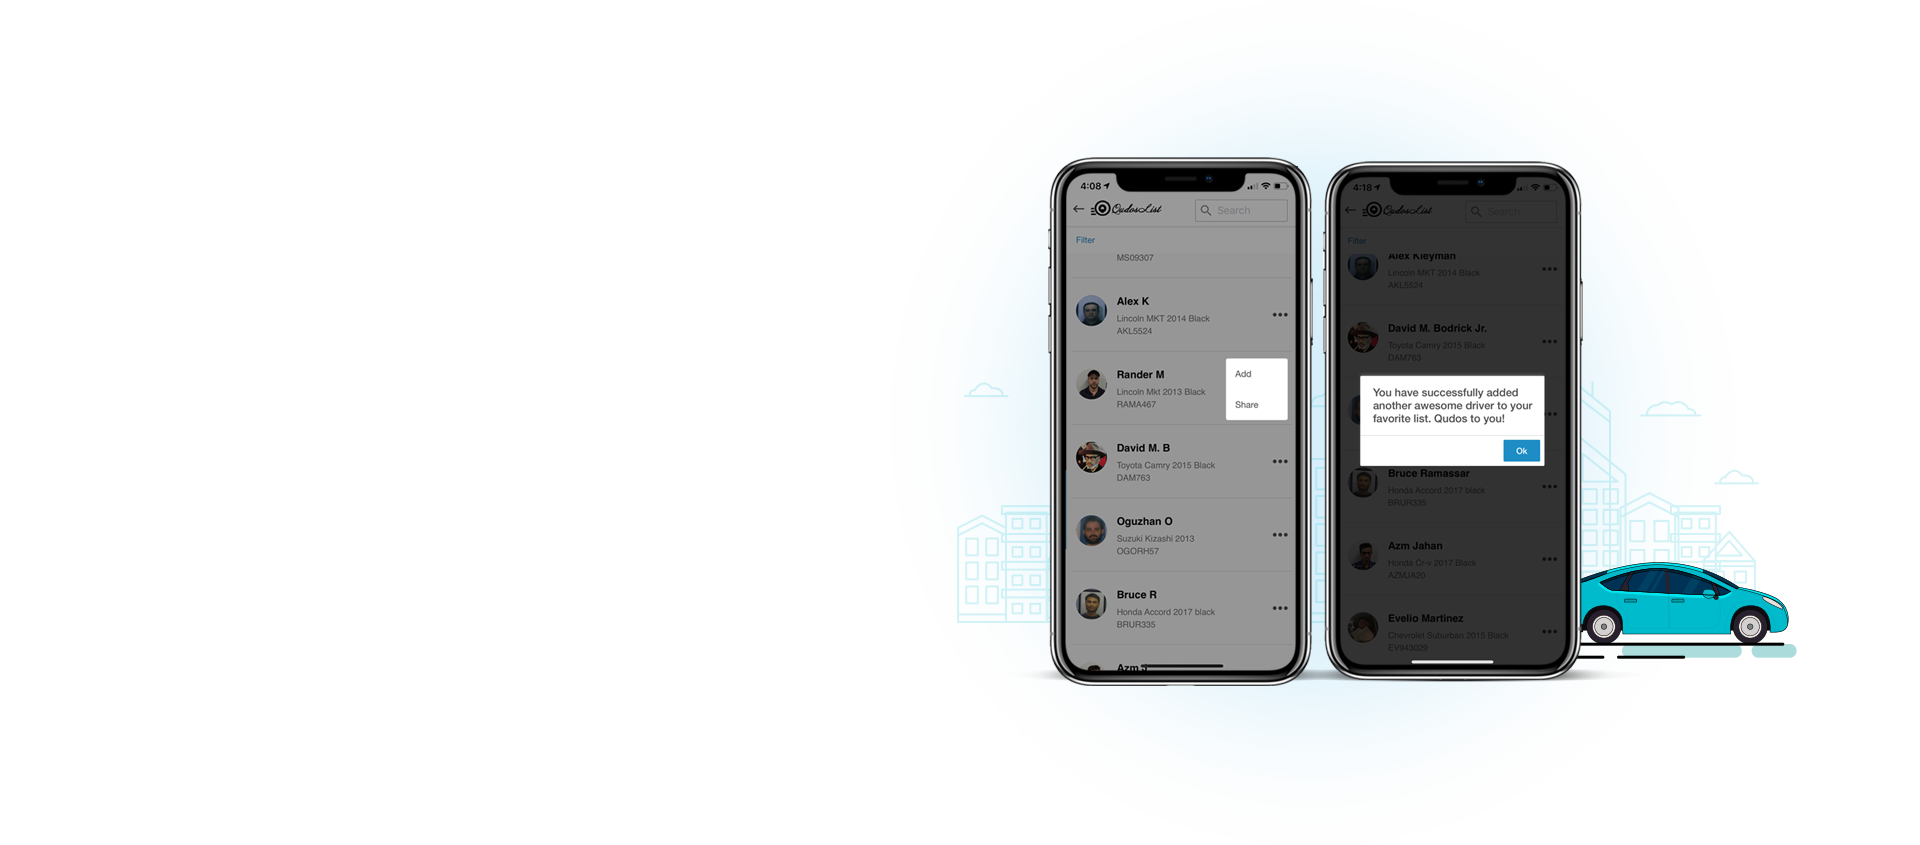 4:08
QudosList
Search
Filter
MS09307
Alex K
Lincoln MKT 2014 Black
AKL5524
Rander M
Lincoln Mkt 2013 Black
RAMA467
Add
Share
David M. B
Toyota Camry 2015 Black
DAM763
Oguzhan O
Suzuki Kizashi 2013
OGORH57
Bruce R
Honda Accord 2017 black
BRUR335
Azm J
4:18
QudosList
Search
Filter
Alex Kleyman
Lincoln MKT 2014 Black
AKL5524
David M. Bodrick Jr.
Toyota Camry 2015 Black
DAM763
You have successfully added
another awesome driver to your
favorite list. Qudos to you!
Ok
Bruce Ramassar
Honda Accord 2017 black
BRUR335
Azm Jahan
Honda Cr-v 2017 Black
AZMJA20
Evelio Martinez
Chevrolet Suburban 2015 Black
EV943029